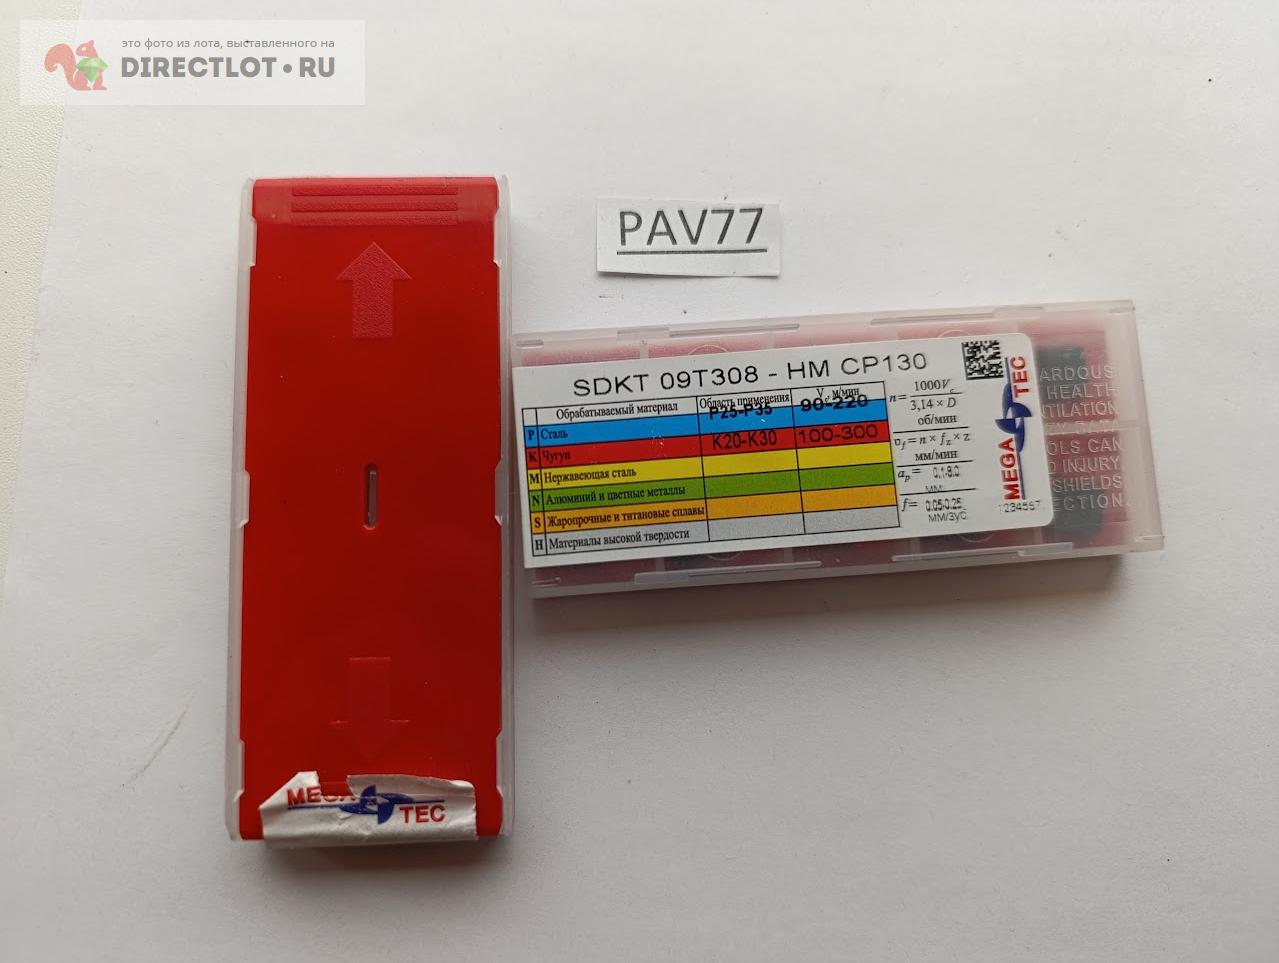 это фото из лота, выставленного на
DIRECTLOT•RU
PAV77
SDKT 09T308 - HM CP130
Обрабатываемый материал Область применения V м/мин
P Сталь P25-P35 90-220
K Чугун K20-K30 100-300
M Нержавеющая сталь
N Алюминий и цветные металлы
S Жаропрочные и титановые сплавы
H Материалы высокой твердости
n= 1000Vc
3,14 × D
об/мин
υf = n × fz × z
мм/мин
ap= 0,1-8.0
мм
f= 0.05-0.25
мм/зуб
MEGA TEC
1234567
ARDOUS
HEALTH
TILATION
EY DATA
OLS CAN
D INJURY,
SHIELDS
ECTION.
MEGA TEC